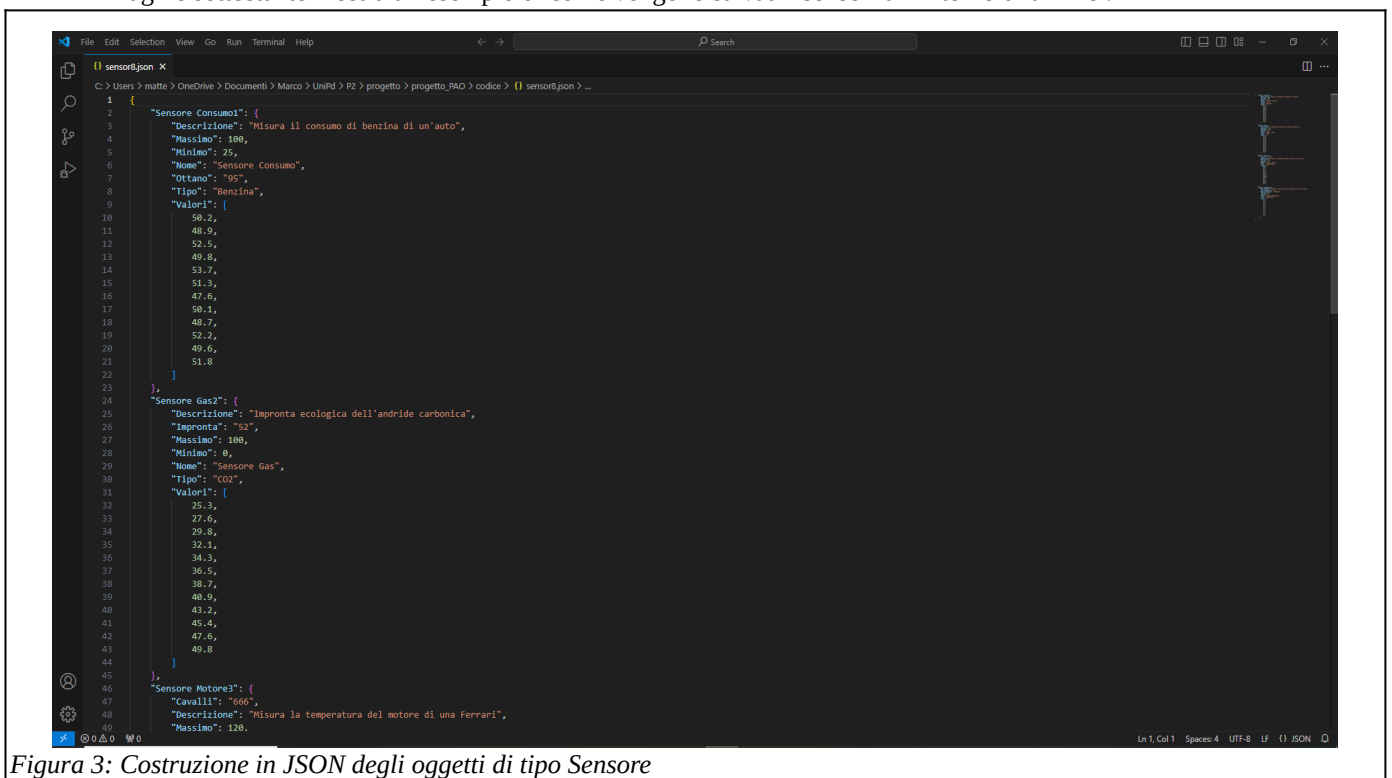 File Edit Selection View Go Run Terminal Help
Search
{} sensor8.json ×
C: > Users > matte > OneDrive > Documenti > Marco > UniPd > P2 > progetto > progetto_PAO > codice > {} sensor8.json > ...
1 {
2 "Sensore Consumo1": {
3 "Descrizione": "Misura il consumo di benzina di un'auto",
4 "Massimo": 100,
5 "Minimo": 25,
6 "Nome": "Sensore Consumo",
7 "Ottano": "95",
8 "Tipo": "Benzina",
9 "Valori": [
10 50.2,
11 48.9,
12 52.5,
13 49.8,
14 53.7,
15 51.3,
16 47.6,
17 50.1,
18 48.7,
19 52.2,
20 49.6,
21 51.8
22 ]
23 },
24 "Sensore Gas2": {
25 "Descrizione": "Impronta ecologica dell'andride carbonica",
26 "Impronta": "52",
27 "Massimo": 100,
28 "Minimo": 0,
29 "Nome": "Sensore Gas",
30 "Tipo": "CO2",
31 "Valori": [
32 25.3,
33 27.6,
34 29.8,
35 32.1,
36 34.3,
37 36.5,
38 38.7,
39 40.9,
40 43.2,
41 45.4,
42 47.6,
43 49.8
44 ]
45 },
46 "Sensore Motore3": {
47 "Cavalli": "666",
48 "Descrizione": "Misura la temperatura del motore di una Ferrari",
49 "Massimo": 120,
0 0 0 Ln 1, Col 1 Spaces: 4 UTF-8 LF {} JSON
Figura 3: Costruzione in JSON degli oggetti di tipo Sensore